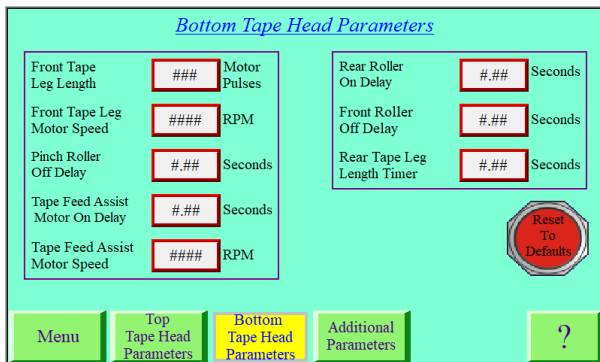 Bottom Tape Head Parameters
Front Tape
Leg Length
###
Motor
Pulses
Front Tape Leg
Motor Speed
####
RPM
Pinch Roller
Off Delay
#.##
Seconds
Tape Feed Assist
Motor On Delay
#.##
Seconds
Tape Feed Assist
Motor Speed
####
RPM
Rear Roller
On Delay
#.##
Seconds
Front Roller
Off Delay
#.##
Seconds
Rear Tape Leg
Length Timer
#.##
Seconds
Reset
To
Defaults
Menu
Top
Tape Head
Parameters
Bottom
Tape Head
Parameters
Additional
Parameters
?